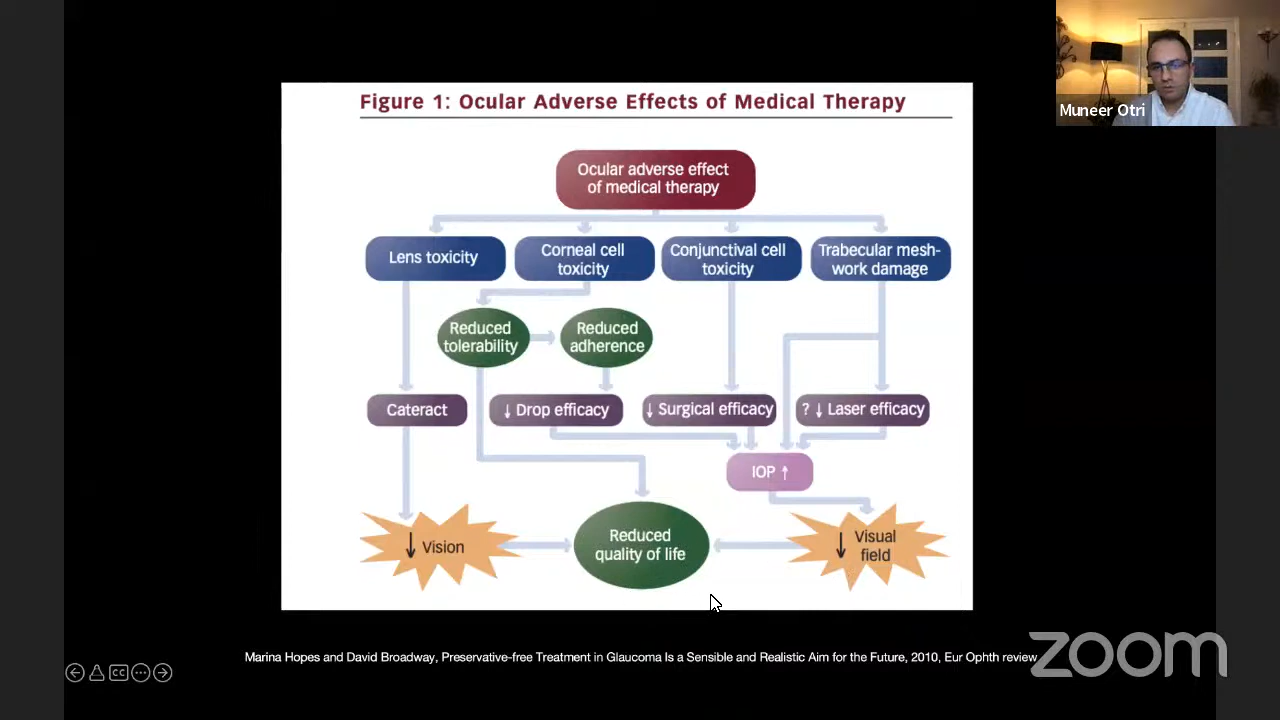 Muneer Otri
Figure 1: Ocular Adverse Effects of Medical Therapy
Ocular adverse effect
of medical therapy
Lens toxicity
Corneal cell
toxicity
Conjunctival cell
toxicity
Trabecular mesh-
work damage
Reduced
tolerability
Reduced
adherence
Cateract
↓ Drop efficacy
↓ Surgical efficacy
? ↓ Laser efficacy
IOP ↑
↓ Vision
Reduced
quality of life
↓ Visual
field
Marina Hopes and David Broadway, Preservative-free Treatment in Glaucoma Is a Sensible and Realistic Aim for the Future, 2010, Eur Ophth review
zoom
CC